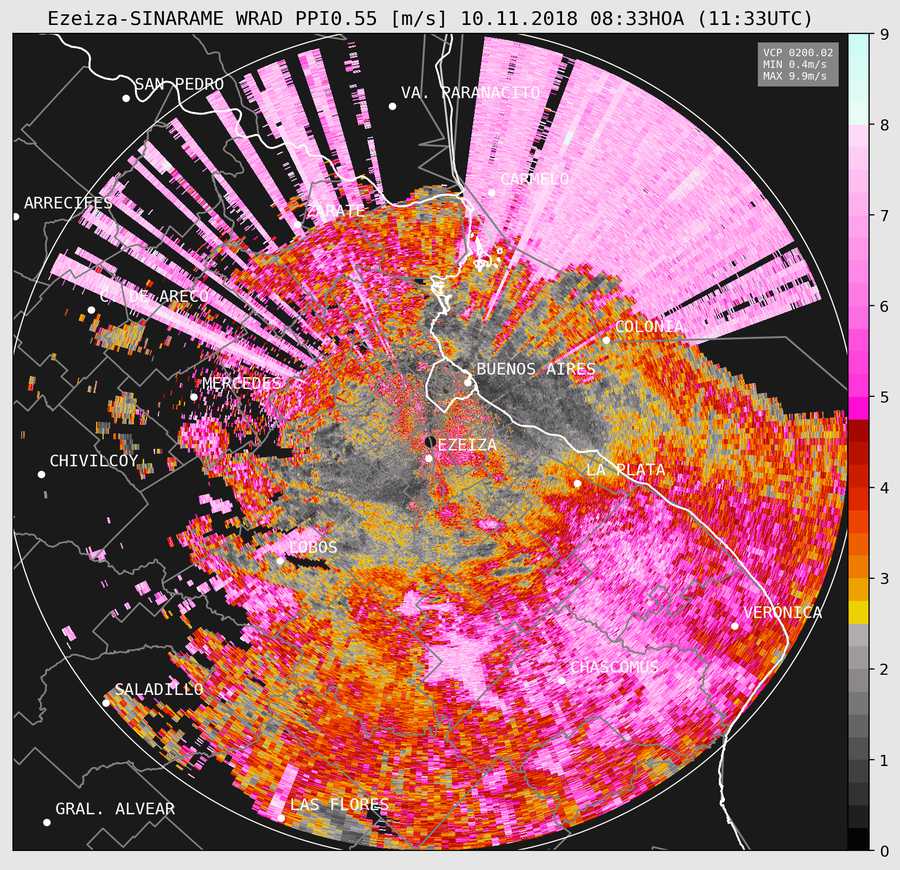 Ezeiza-SINARAME WRAD PPI0.55 [m/s] 10.11.2018 08:33HOA (11:33UTC)
VCP 0200.02
MIN 0.4m/s
MAX 9.9m/s
SAN PEDRO
VA. PARANACITO
CARMELO
ARRECIFES
ZARATE
C. DE ARECO
COLONIA
MERCEDES
BUENOS AIRES
EZEIZA
CHIVILCOY
LA PLATA
LOBOS
VERONICA
CHASCOMUS
SALADILLO
LAS FLORES
GRAL. ALVEAR
9
8
7
6
5
4
3
2
1
0